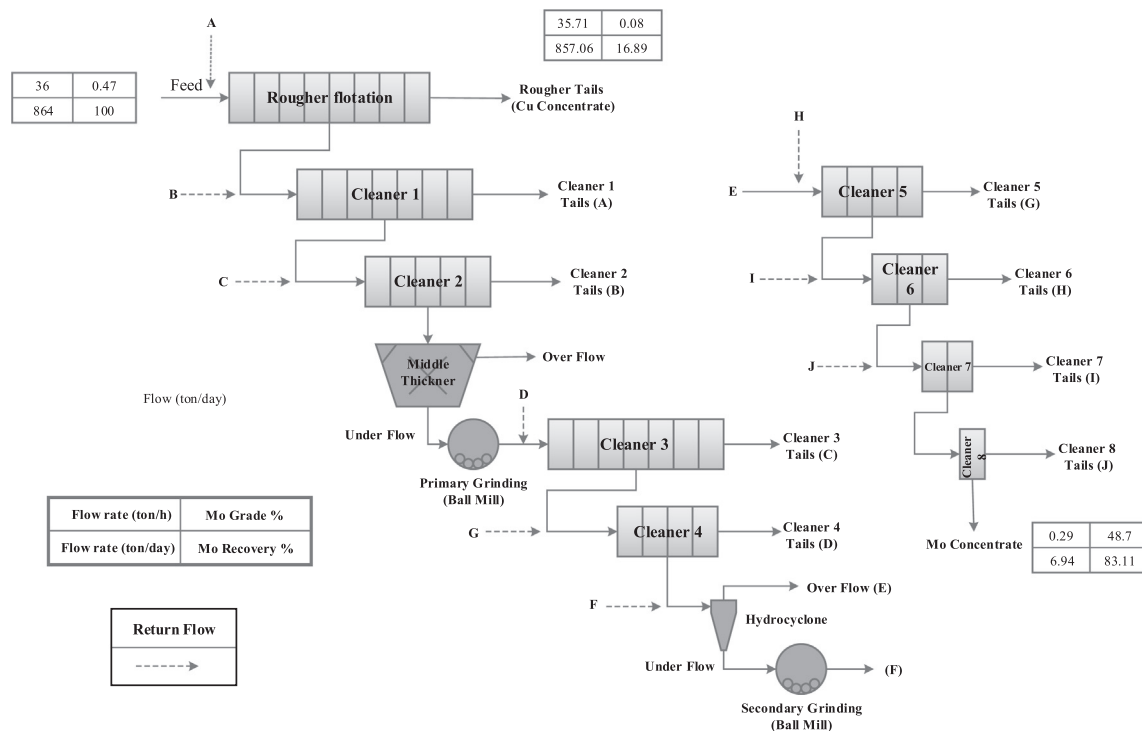 A
35.71 0.08
857.06 16.89
36 0.47
864 100
Feed
Rougher flotation
Rougher Tails
(Cu Concentrate)
B
Cleaner 1
Cleaner 1
Tails (A)
C
Cleaner 2
Cleaner 2
Tails (B)
Middle
Thickner
Over Flow
Flow (ton/day)
Under Flow
D
Primary Grinding
(Ball Mill)
Cleaner 3
Cleaner 3
Tails (C)
G
Cleaner 4
Cleaner 4
Tails (D)
F
Over Flow (E)
Hydrocyclone
Under Flow
(F)
Secondary Grinding
(Ball Mill)
H
E
Cleaner 5
Cleaner 5
Tails (G)
I
Cleaner
6
Cleaner 6
Tails (H)
J
Cleaner 7
Cleaner 7
Tails (I)
Cleaner
8
Cleaner 8
Tails (J)
Mo Concentrate
0.29 48.7
6.94 83.11
Flow rate (ton/h) Mo Grade %
Flow rate (ton/day) Mo Recovery %
Return Flow